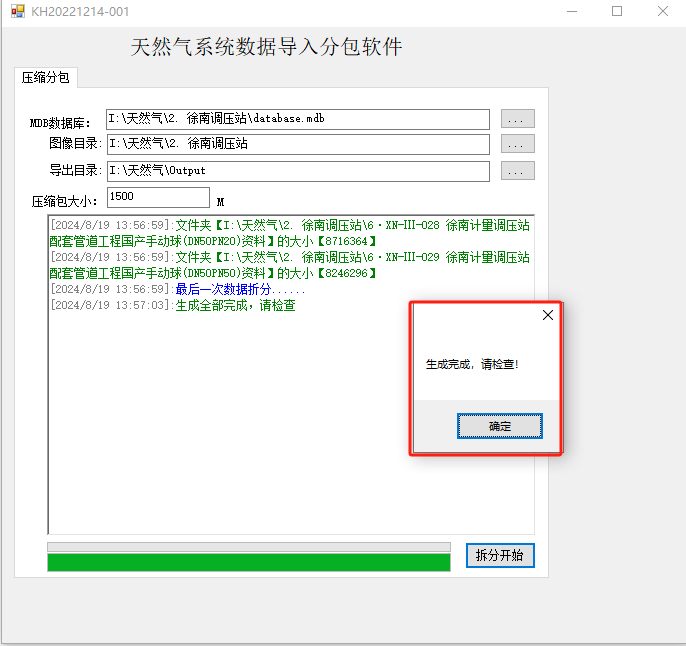 KH20221214-001
天然气系统数据导入分包软件
压缩分包
MDB数据库: I:\天然气\2. 徐南调压站\database.mdb ...
图像目录: I:\天然气\2. 徐南调压站 ...
导出目录: I:\天然气\Output ...
压缩包大小: 1500 M
[2024/8/19 13:56:59]:文件夹【I:\天然气\2. 徐南调压站\6·XN-III-028 徐南计量调压站
配套管道工程国产手动球(DN50PN20)资料】的大小【8716364】
[2024/8/19 13:56:59]:文件夹【I:\天然气\2. 徐南调压站\6·XN-III-029 徐南计量调压站
配套管道工程国产手动球(DN50PN50)资料】的大小【8246296】
[2024/8/19 13:56:59]:最后一次数据折分......
[2024/8/19 13:57:03]:生成全部完成，请检查
生成完成，请检查！
确定
拆分开始